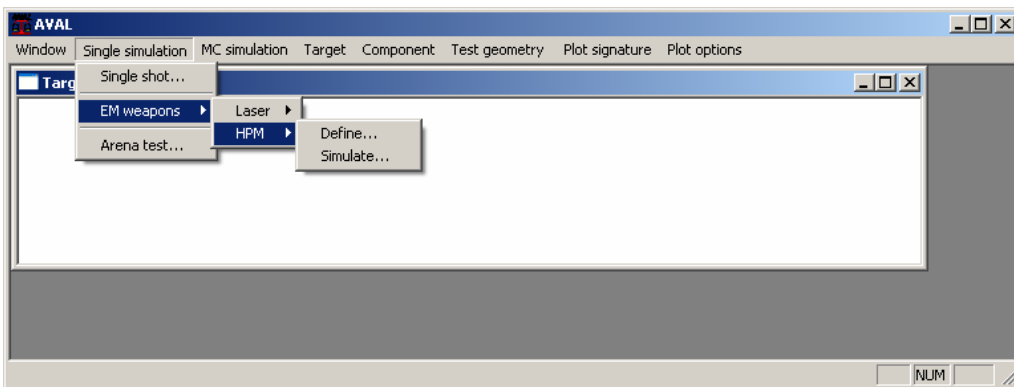 AVAL
Window Single simulation MC simulation Target Component Test geometry Plot signature Plot options
Targ
Single shot...
EM weapons
Arena test...
Laser
HPM
Define...
Simulate...
NUM